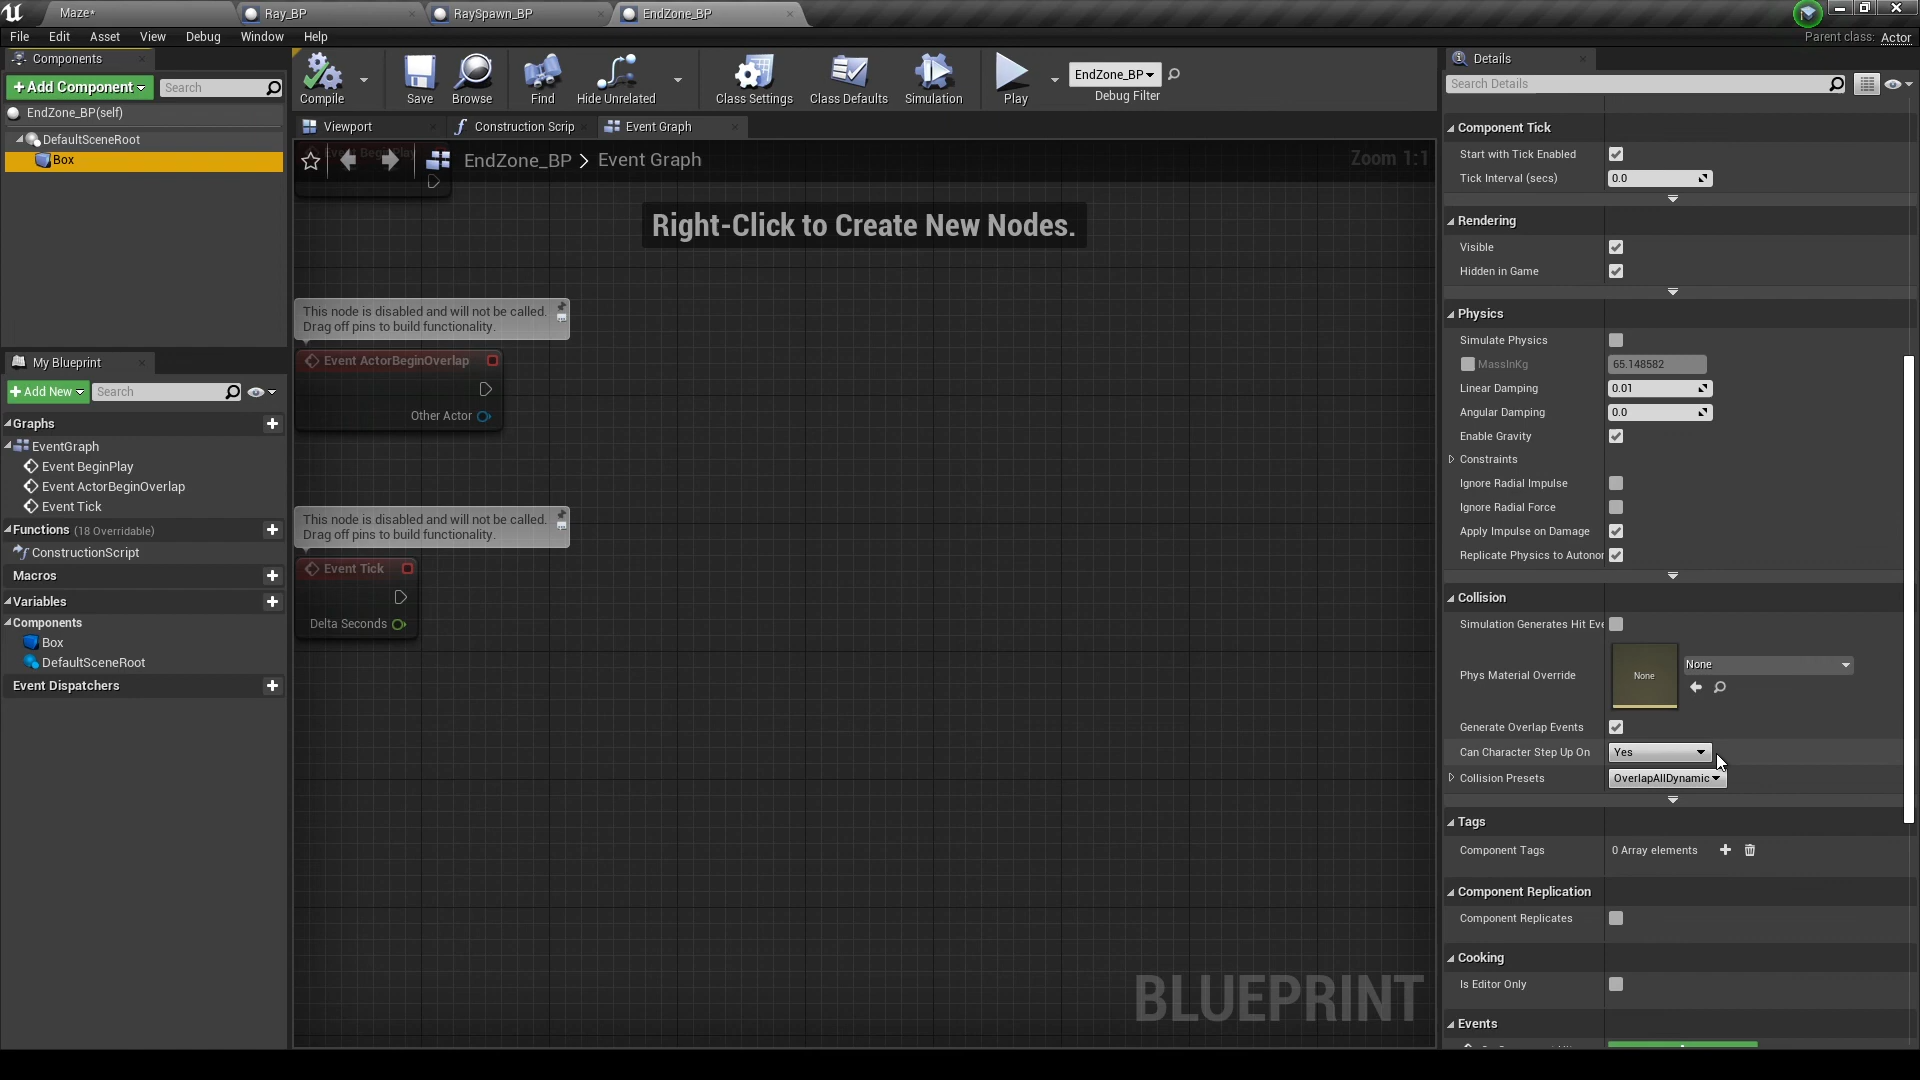 Maze*
Ray_BP
RaySpawn_BP
EndZone_BP
File
Edit
Asset
View
Debug
Window
Help
Parent class: Actor
Components
+Add Component
Search
EndZone_BP(self)
DefaultSceneRoot
Box
Compile
Save
Browse
Find
Hide Unrelated
Class Settings
Class Defaults
Simulation
Play
EndZone_BP
Debug Filter
Viewport
Construction Scrip
Event Graph
EndZone_BP > Event Graph
Zoom 1:1
Right-Click to Create New Nodes.
This node is disabled and will not be called.
Drag off pins to build functionality.
Event ActorBeginOverlap
Other Actor
This node is disabled and will not be called.
Drag off pins to build functionality.
Event Tick
Delta Seconds
BLUEPRINT
My Blueprint
+Add New
Search
Graphs
EventGraph
Event BeginPlay
Event ActorBeginOverlap
Event Tick
Functions (18 Overridable)
ConstructionScript
Macros
Variables
Components
Box
DefaultSceneRoot
Event Dispatchers
Details
Search Details
Component Tick
Start with Tick Enabled
Tick Interval (secs) 0.0
Rendering
Visible
Hidden in Game
Physics
Simulate Physics
MassInKg 65.148582
Linear Damping 0.01
Angular Damping 0.0
Enable Gravity
Constraints
Ignore Radial Impulse
Ignore Radial Force
Apply Impulse on Damage
Replicate Physics to Autonor
Collision
Simulation Generates Hit Eve
Phys Material Override None None
Generate Overlap Events
Can Character Step Up On Yes
Collision Presets OverlapAllDynamic
Tags
Component Tags 0 Array elements
Component Replication
Component Replicates
Cooking
Is Editor Only
Events